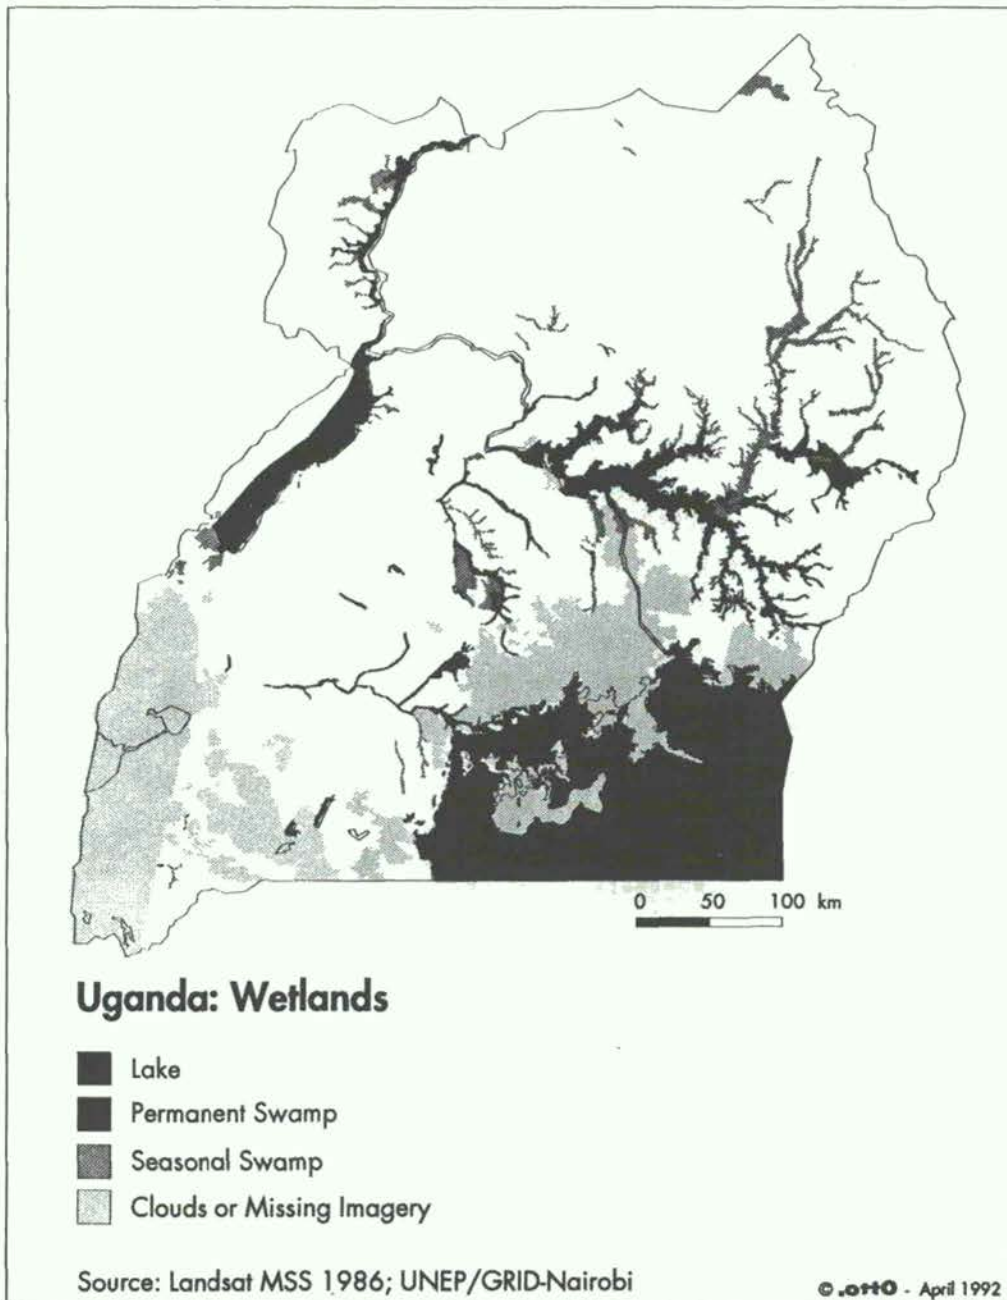 0 50 100 km
Uganda: Wetlands
Lake
Permanent Swamp
Seasonal Swamp
Clouds or Missing Imagery
Source: Landsat MSS 1986; UNEP/GRID-Nairobi
© .ottO - April 1992